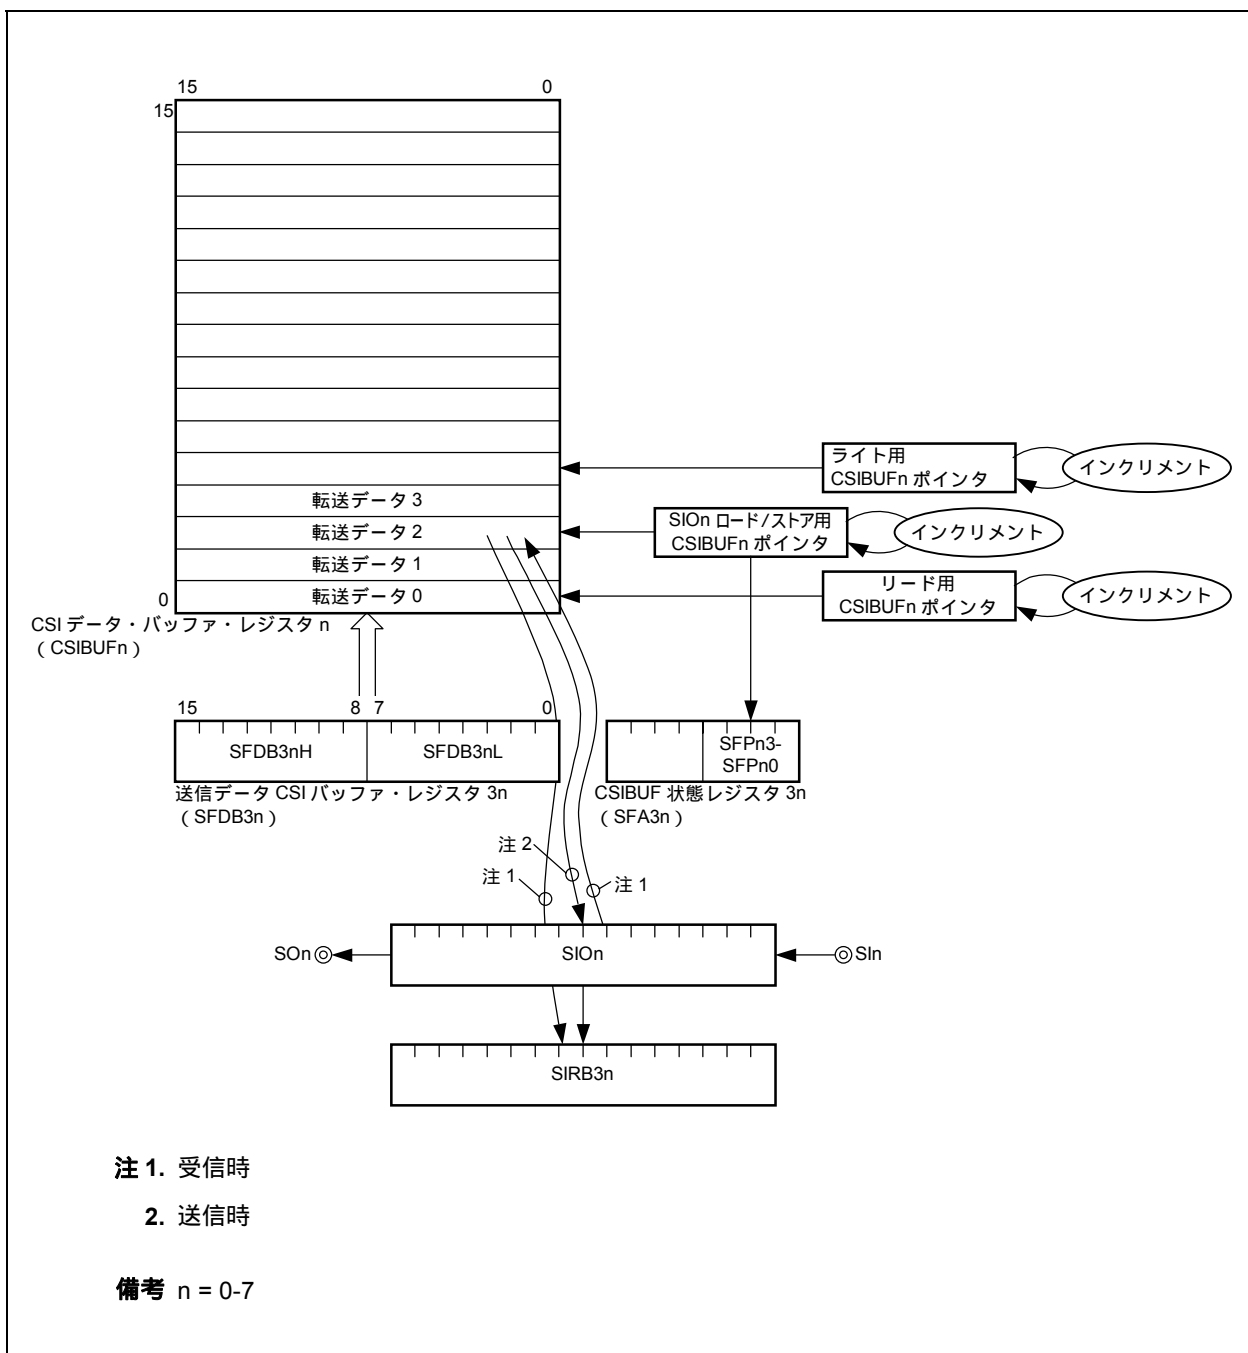 15 0
15
転送データ 3
転送データ 2
転送データ 1
転送データ 0
0
CSI データ・バッファ・レジスタ n
( CSIBUFn )
ライト用
CSIBUFn ポインタ
インクリメント
SIOn ロード/ストア用
CSIBUFn ポインタ
インクリメント
リード用
CSIBUFn ポインタ
インクリメント
15 8 7 0
SFDB3nH SFDB3nL
送信データ CSI バッファ・レジスタ 3n
( SFDB3n )
SFPn3-
SFPn0
CSIBUF 状態レジスタ 3n
( SFA3n )
注 2
注 1
注 1
SOn
SIOn
SIn
SIRB3n
注 1. 受信時
2. 送信時
備考 n = 0-7